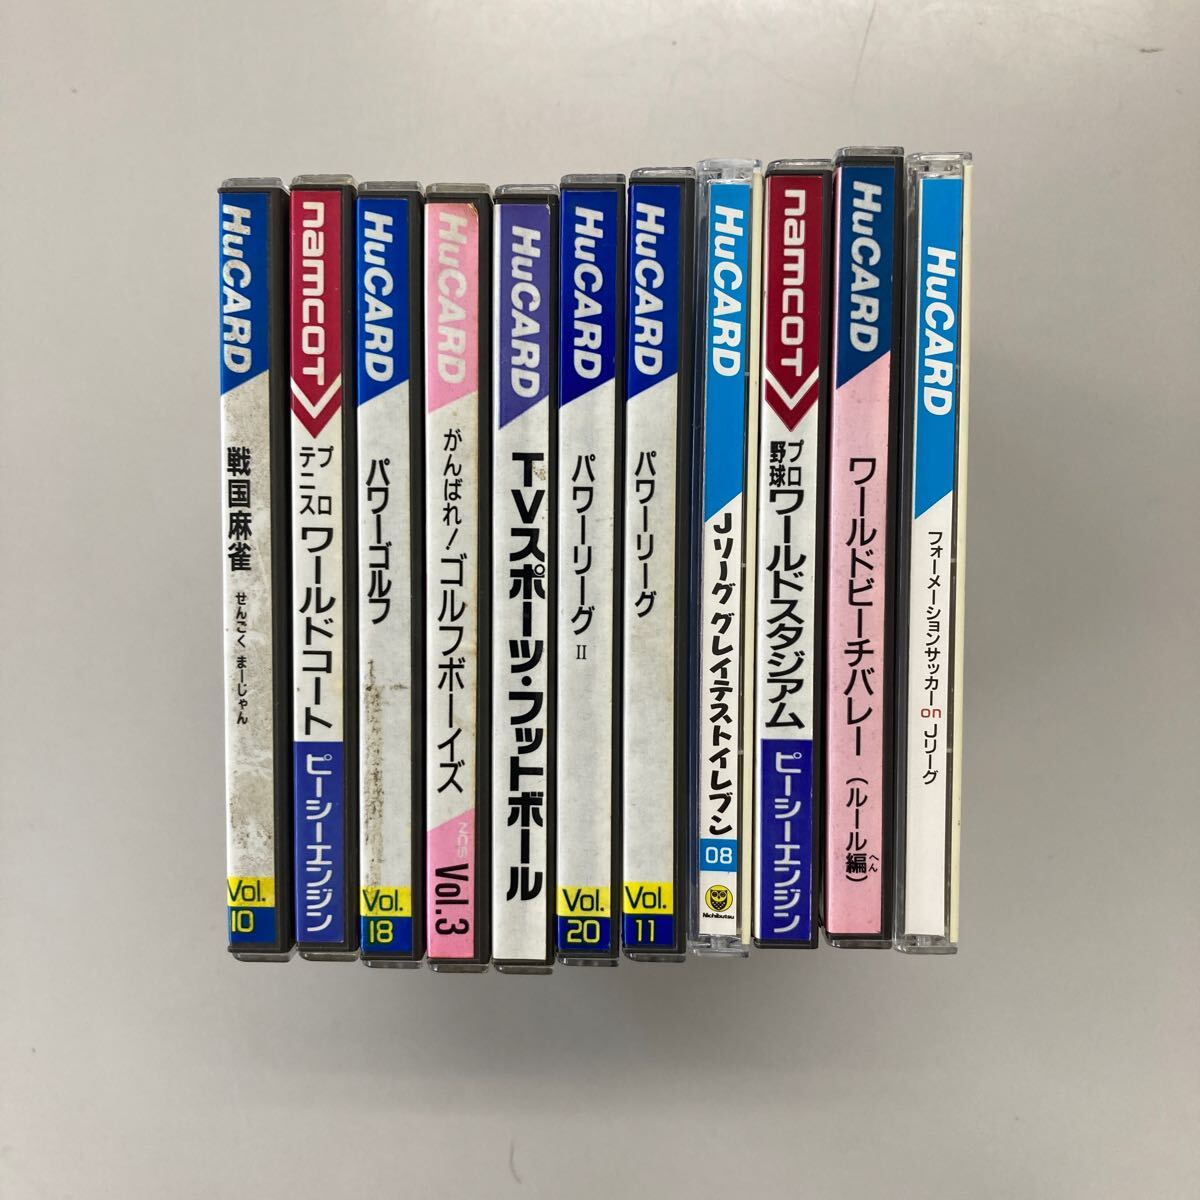 HuCARD
戦国麻雀
せんごく まーじゃん
Vol.
10
namcoT
プロ
テニス
ワールドコート
ピーシーエンジン
HuCARD
パワーゴルフ
Vol.
18
HuCARD
がんばれ!ゴルフボーイズ
NCS
Vol.3
HuCARD
TVスポーツ・フットボール
HuCARD
パワーリーグ II
Vol.
20
HuCARD
パワーリーグ
Vol.
11
HuCARD
Jリーグ グレイテストイレブン
08
Nichibutsu
namcoT
プロ
野球
ワールドスタジアム
ピーシーエンジン
HuCARD
ワールドビーチバレー(ルール編)
へん
HuCARD
フォーメーションサッカーon Jリーグ